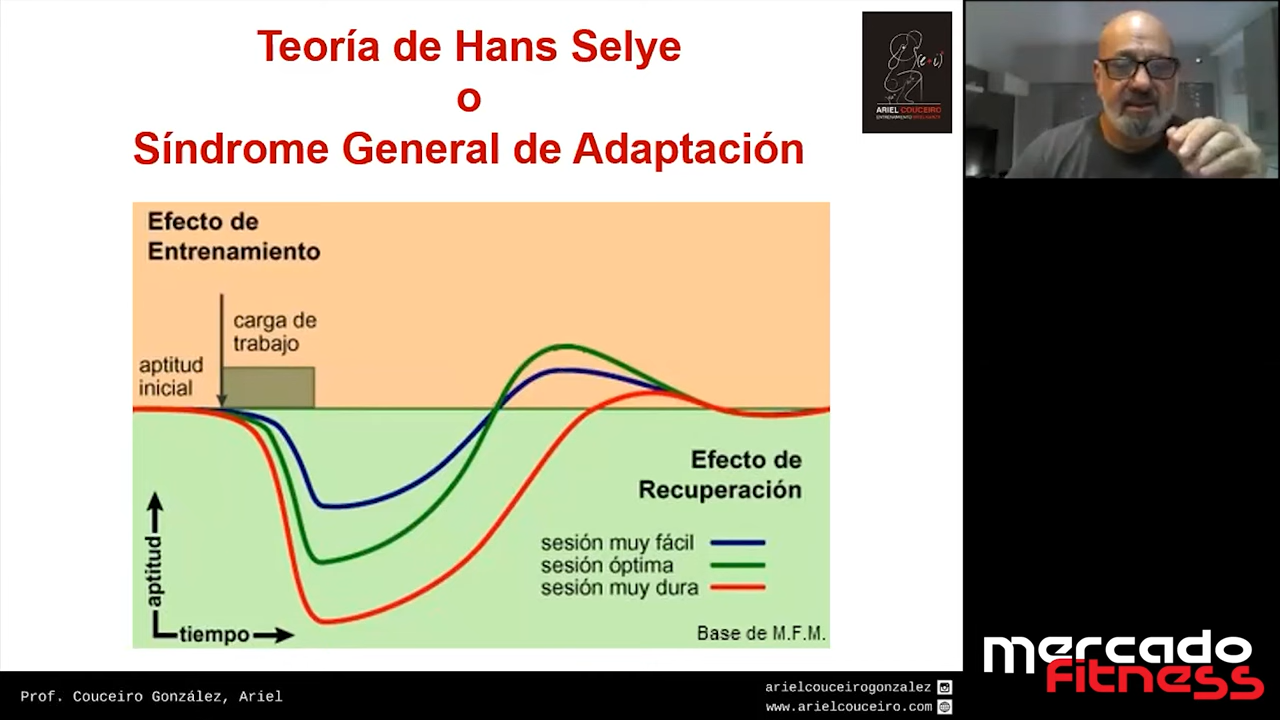 Teoría de Hans Selye
o
Síndrome General de Adaptación
ARIEL COUCEIRO
Efecto de
Entrenamiento
carga de
trabajo
aptitud
inicial
Efecto de
Recuperación
sesión muy fácil
sesión óptima
sesión muy dura
aptitud
tiempo
Base de M.F.M.
Prof. Couceiro González, Ariel
arielcouceirogonzalez
www.arielcouceiro.com
mercado
fitness